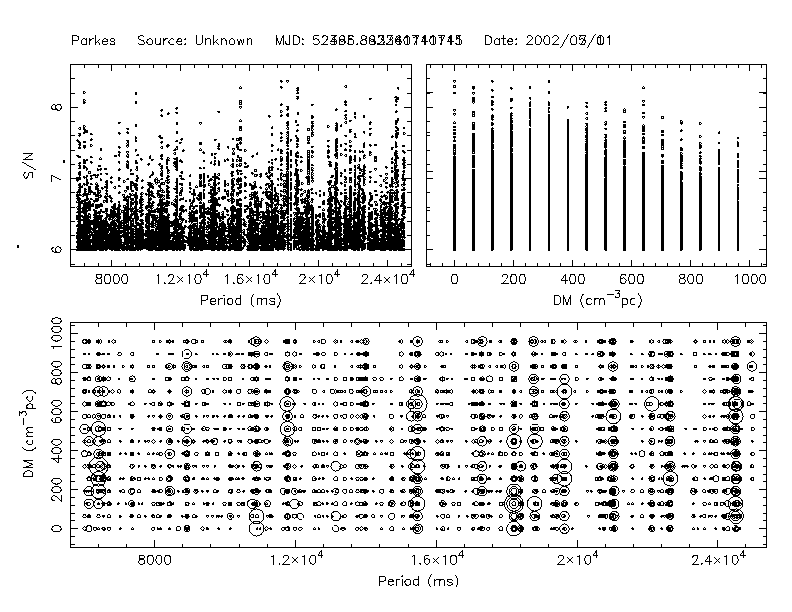 Parkes Source: Unknown MJD: Date: 2002/
S/N
8
7
6
8000 1.2×10⁴ 1.6×10⁴ 2×10⁴ 2.4×10⁴
Period (ms)
0 200 400 600 800 1000
DM (cm⁻³pc)
DM (cm⁻³pc)
1000
800
600
400
200
0
8000 1.2×10⁴ 1.6×10⁴ 2×10⁴ 2.4×10⁴
Period (ms)